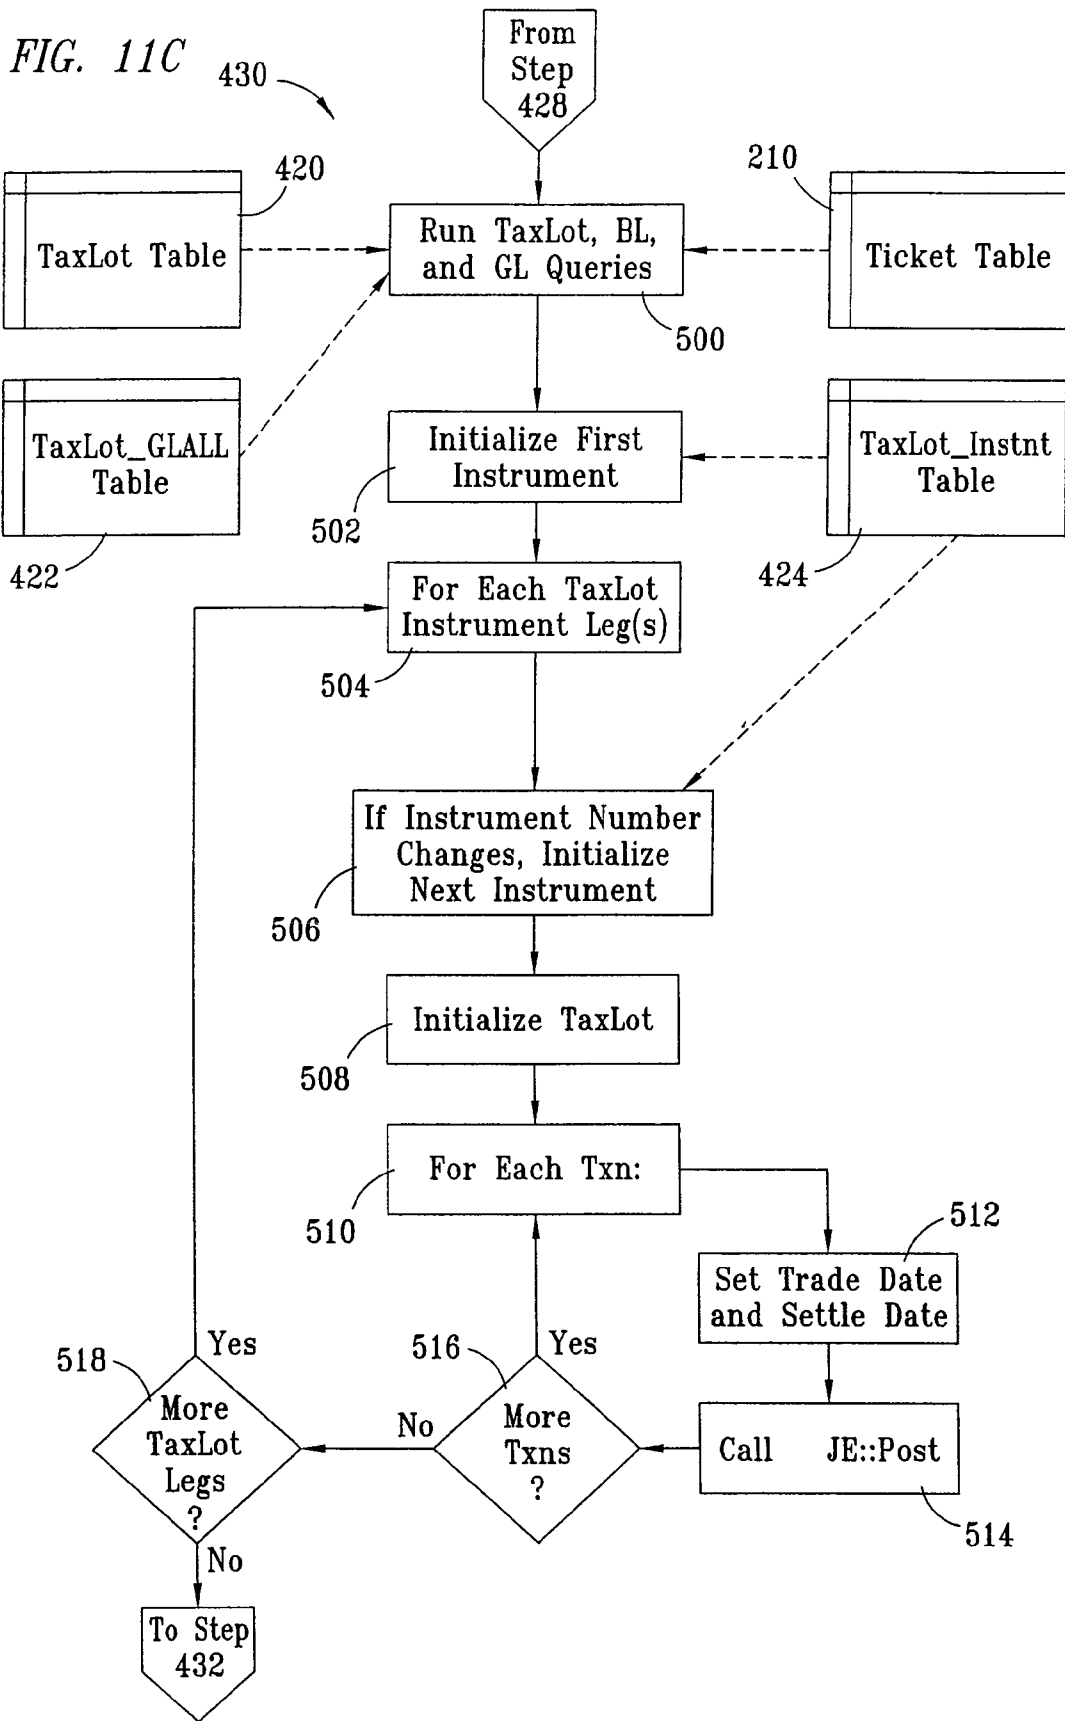 FIG. 11C
430
From
Step
428
420
210
TaxLot Table
Run TaxLot, BL,
and GL Queries
Ticket Table
500
TaxLot_GLALL
Table
Initialize First
Instrument
TaxLot_Instnt
Table
422
502
424
For Each TaxLot
Instrument Leg(s)
504
If Instrument Number
Changes, Initialize
Next Instrument
506
Initialize TaxLot
508
For Each Txn:
510
512
Set Trade Date
and Settle Date
518
Yes
516
Yes
More
TaxLot
Legs
?
No
More
Txns
?
Call JE::Post
514
No
To Step
432